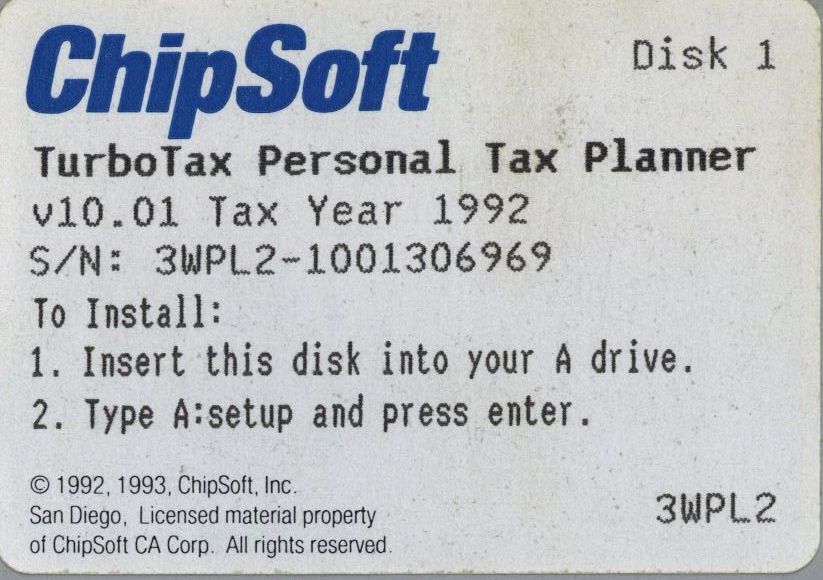 ChipSoft
Disk 1
TurboTax Personal Tax Planner
v10.01 Tax Year 1992
S/N: 3WPL2-1001306969
To Install:
1. Insert this disk into your A drive.
2. Type A:setup and press enter.
© 1992, 1993, ChipSoft, Inc.
San Diego, Licensed material property
of ChipSoft CA Corp. All rights reserved.
3WPL2